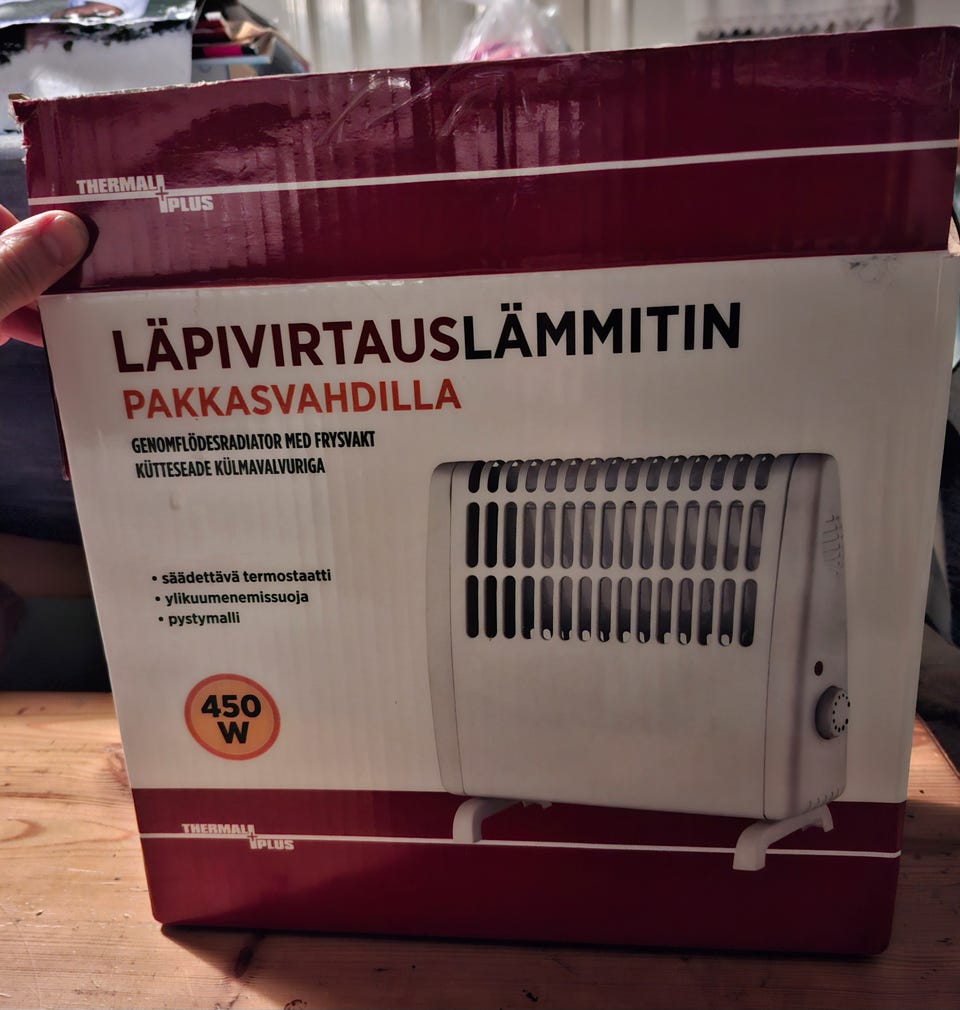 THERMAL
PLUS
LÄPIVIRTAUSLÄMMITIN
PAKKASVAHDILLA
GENOMFLÖDESRADIATOR MED FRYSVAKT
KÜTTESEADE KÜLMAVALVURIGA
• säädettävä termostaatti
• ylikuumenemissuoja
• pystymalli
450
W
THERMAL
PLUS